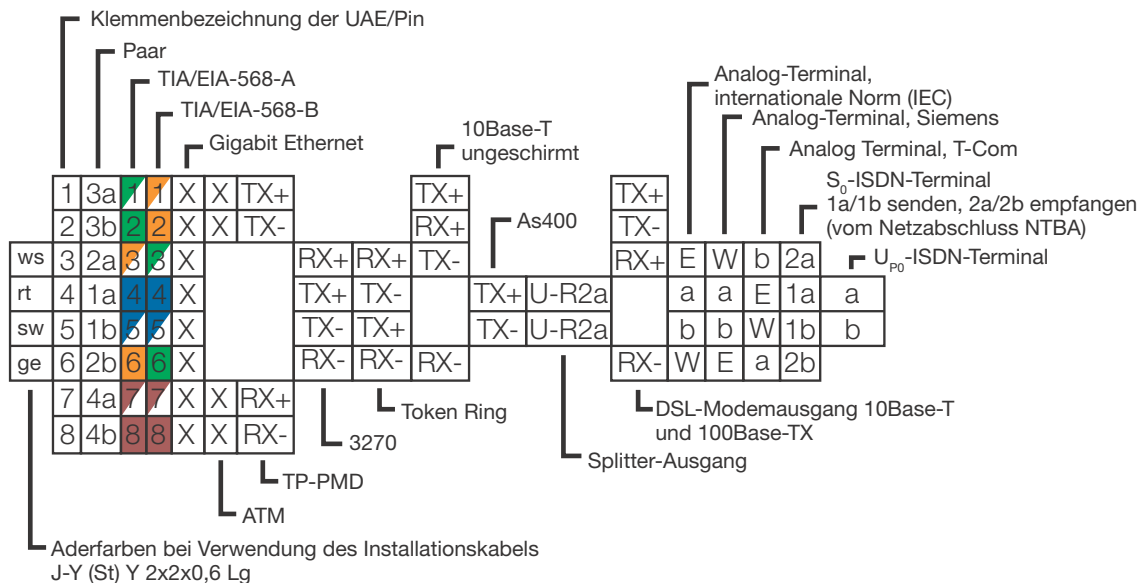 Klemmenbezeichnung der UAE/Pin
Paar
TIA/EIA-568-A
TIA/EIA-568-B
Gigabit Ethernet
10Base-T
ungeschirmt
As400
Analog-Terminal,
internationale Norm (IEC)
Analog-Terminal, Siemens
Analog Terminal, T-Com
S0-ISDN-Terminal
1a/1b senden, 2a/2b empfangen
(vom Netzabschluss NTBA)
UP0-ISDN-Terminal
1 3a 1 1 X X TX+ TX+ TX+
2 3b 2 2 X X TX- RX+ TX-
ws 3 2a 3 3 X RX+ RX+ TX- RX+ E W b 2a
rt 4 1a 4 4 X TX+ TX- TX+ U-R2a a a E 1a a
sw 5 1b 5 5 X TX- TX+ TX- U-R2a b b W 1b b
ge 6 2b 6 6 X RX- RX- RX- RX- W E a 2b
7 4a 7 7 X X RX+
8 4b 8 8 X X RX-
Token Ring
3270
TP-PMD
ATM
DSL-Modemausgang 10Base-T
und 100Base-TX
Splitter-Ausgang
Aderfarben bei Verwendung des Installationskabels
J-Y (St) Y 2x2x0,6 Lg